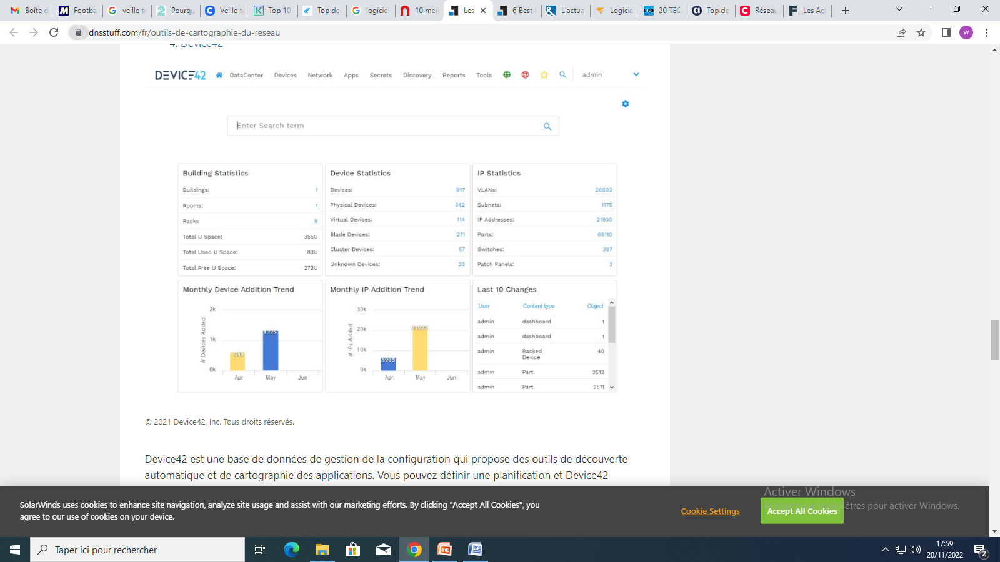 Boîte d
Footba
veille te
Pourqu
Veille t
Top 10
Top de
logiciel
10 mei
Les
6 Best
L'actua
Logicie
20 TEC
Top de
Réseau
Les Act
dnsstuff.com/fr/outils-de-cartographie-du-reseau
W
4. Device42
DEVICE42
DataCenter Devices Network Apps Secrets Discovery Reports Tools admin
Enter Search term
Building Statistics
Buildings: 1
Rooms: 1
Racks 9
Total U Space: 355U
Total Used U Space: 83U
Total Free U Space: 272U
Device Statistics
Devices: 917
Physical Devices: 342
Virtual Devices: 114
Blade Devices: 271
Cluster Devices: 57
Unknown Devices: 23
IP Statistics
VLANs: 26692
Subnets: 1175
IP Addresses: 21930
Ports: 65110
Switches: 387
Patch Panels: 3
Monthly Device Addition Trend
# Devices Added
2k
1k
0k
549
1325
Apr May Jun
Monthly IP Addition Trend
# IPs Added
30k
20k
10k
0k
5905
21922
Apr May Jun
Last 10 Changes
User Content type Object
admin dashboard 1
admin dashboard 1
admin Racked Device 40
admin Part 2512
admin Part 2511
© 2021 Device42, Inc. Tous droits réservés.
Device42 est une base de données de gestion de la configuration qui propose des outils de découverte
automatique et de cartographie des applications. Vous pouvez définir une planification et Device42
SolarWinds uses cookies to enhance site navigation, analyze site usage and assist with our marketing efforts. By clicking "Accept All Cookies", you
agree to our use of cookies on your device.
Cookie Settings
Accept All Cookies
Activer Windows
pour activer Windows.
Taper ici pour rechercher
17:59
20/11/2022
2